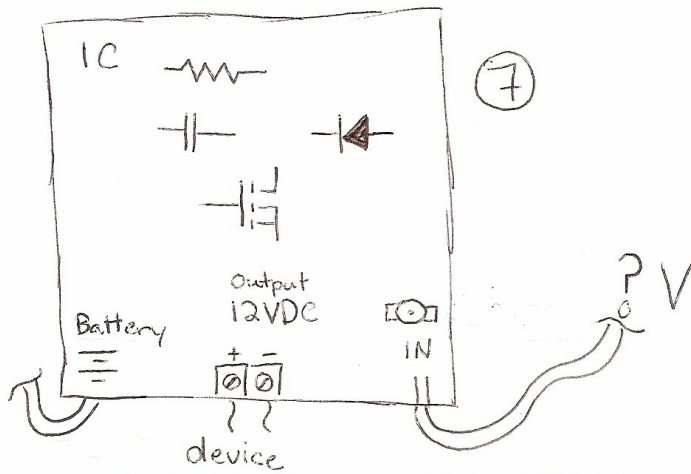 IC
7
Output
12VDC
Battery
+ -
IN
device
? V